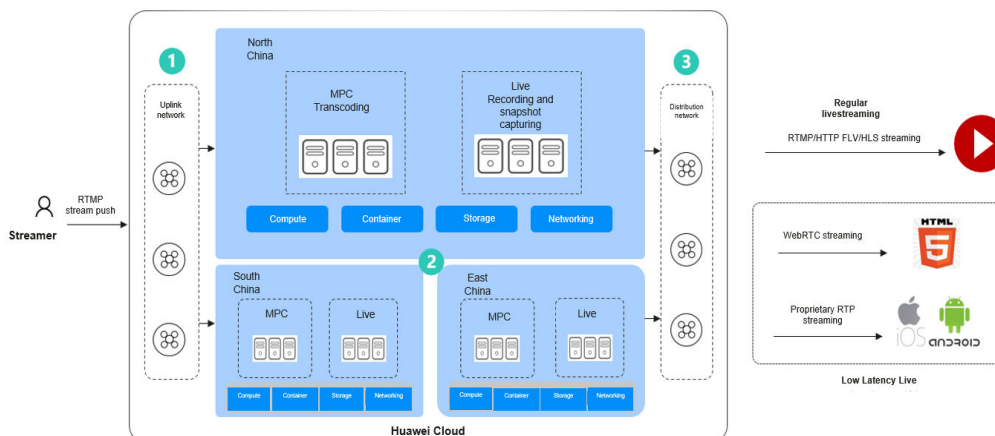 1
Uplink
network
RTMP
stream push
Streamer
North
China
MPC
Transcoding
Live
Recording and
snapshot
capturing
Compute
Container
Storage
Networking
2
South
China
MPC
Live
Compute
Container
Storage
Networking
East
China
MPC
Live
Compute
Container
Storage
Networking
Huawei Cloud
3
Distribution
network
Regular
livestreaming
RTMP/HTTP FLV/HLS streaming
WebRTC streaming
HTML
5
Proprietary RTP
streaming
iOS
ANDROID
Low Latency Live